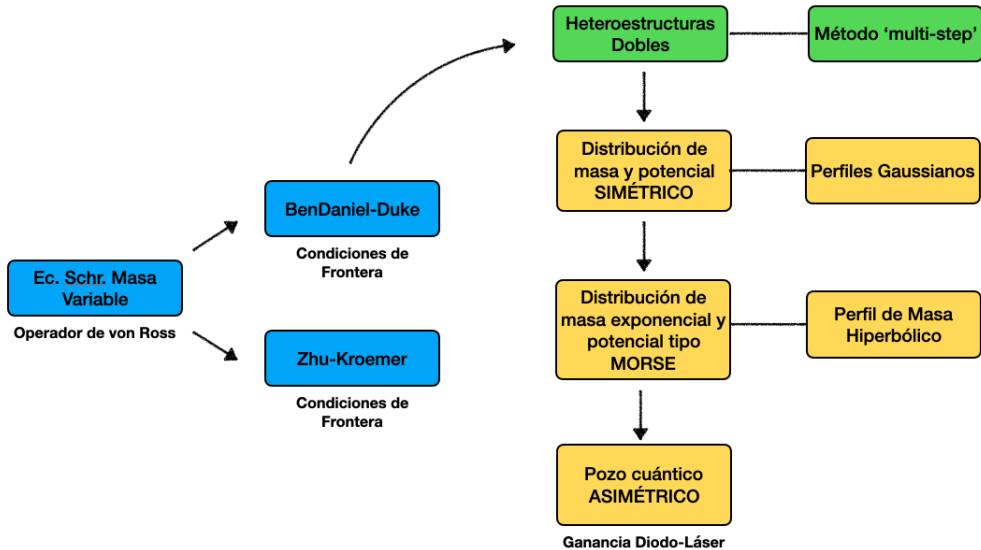 Ec. Schr. Masa
Variable
Operador de von Ross
BenDaniel-Duke
Condiciones de
Frontera
Zhu-Kroemer
Condiciones de
Frontera
Heteroestructuras
Dobles
Método ‘multi-step’
Distribución de
masa y potencial
SIMÉTRICO
Perfiles Gaussianos
Distribución de
masa exponencial y
potencial tipo
MORSE
Perfil de Masa
Hiperbólico
Pozo cuántico
ASIMÉTRICO
Ganancia Diodo-Láser